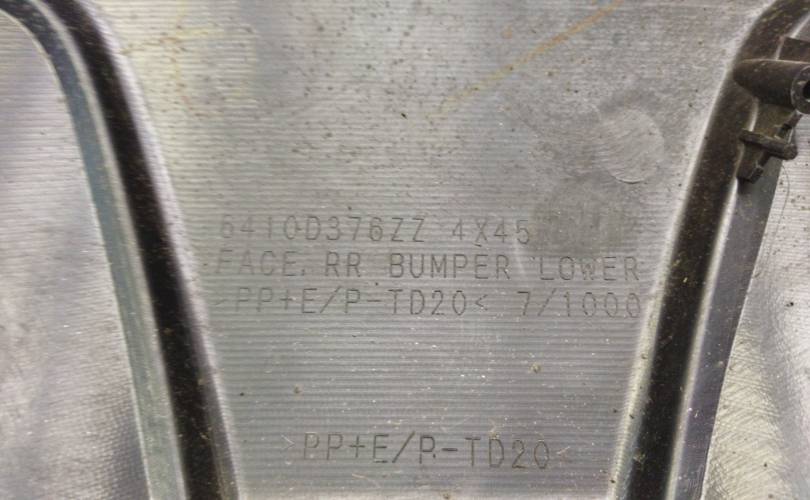 6410D376ZZ 4X45
FACE, RR BUMPER LOWER
>PP+E/P-TD20< 7/1000
>PP+E/P-TD20<